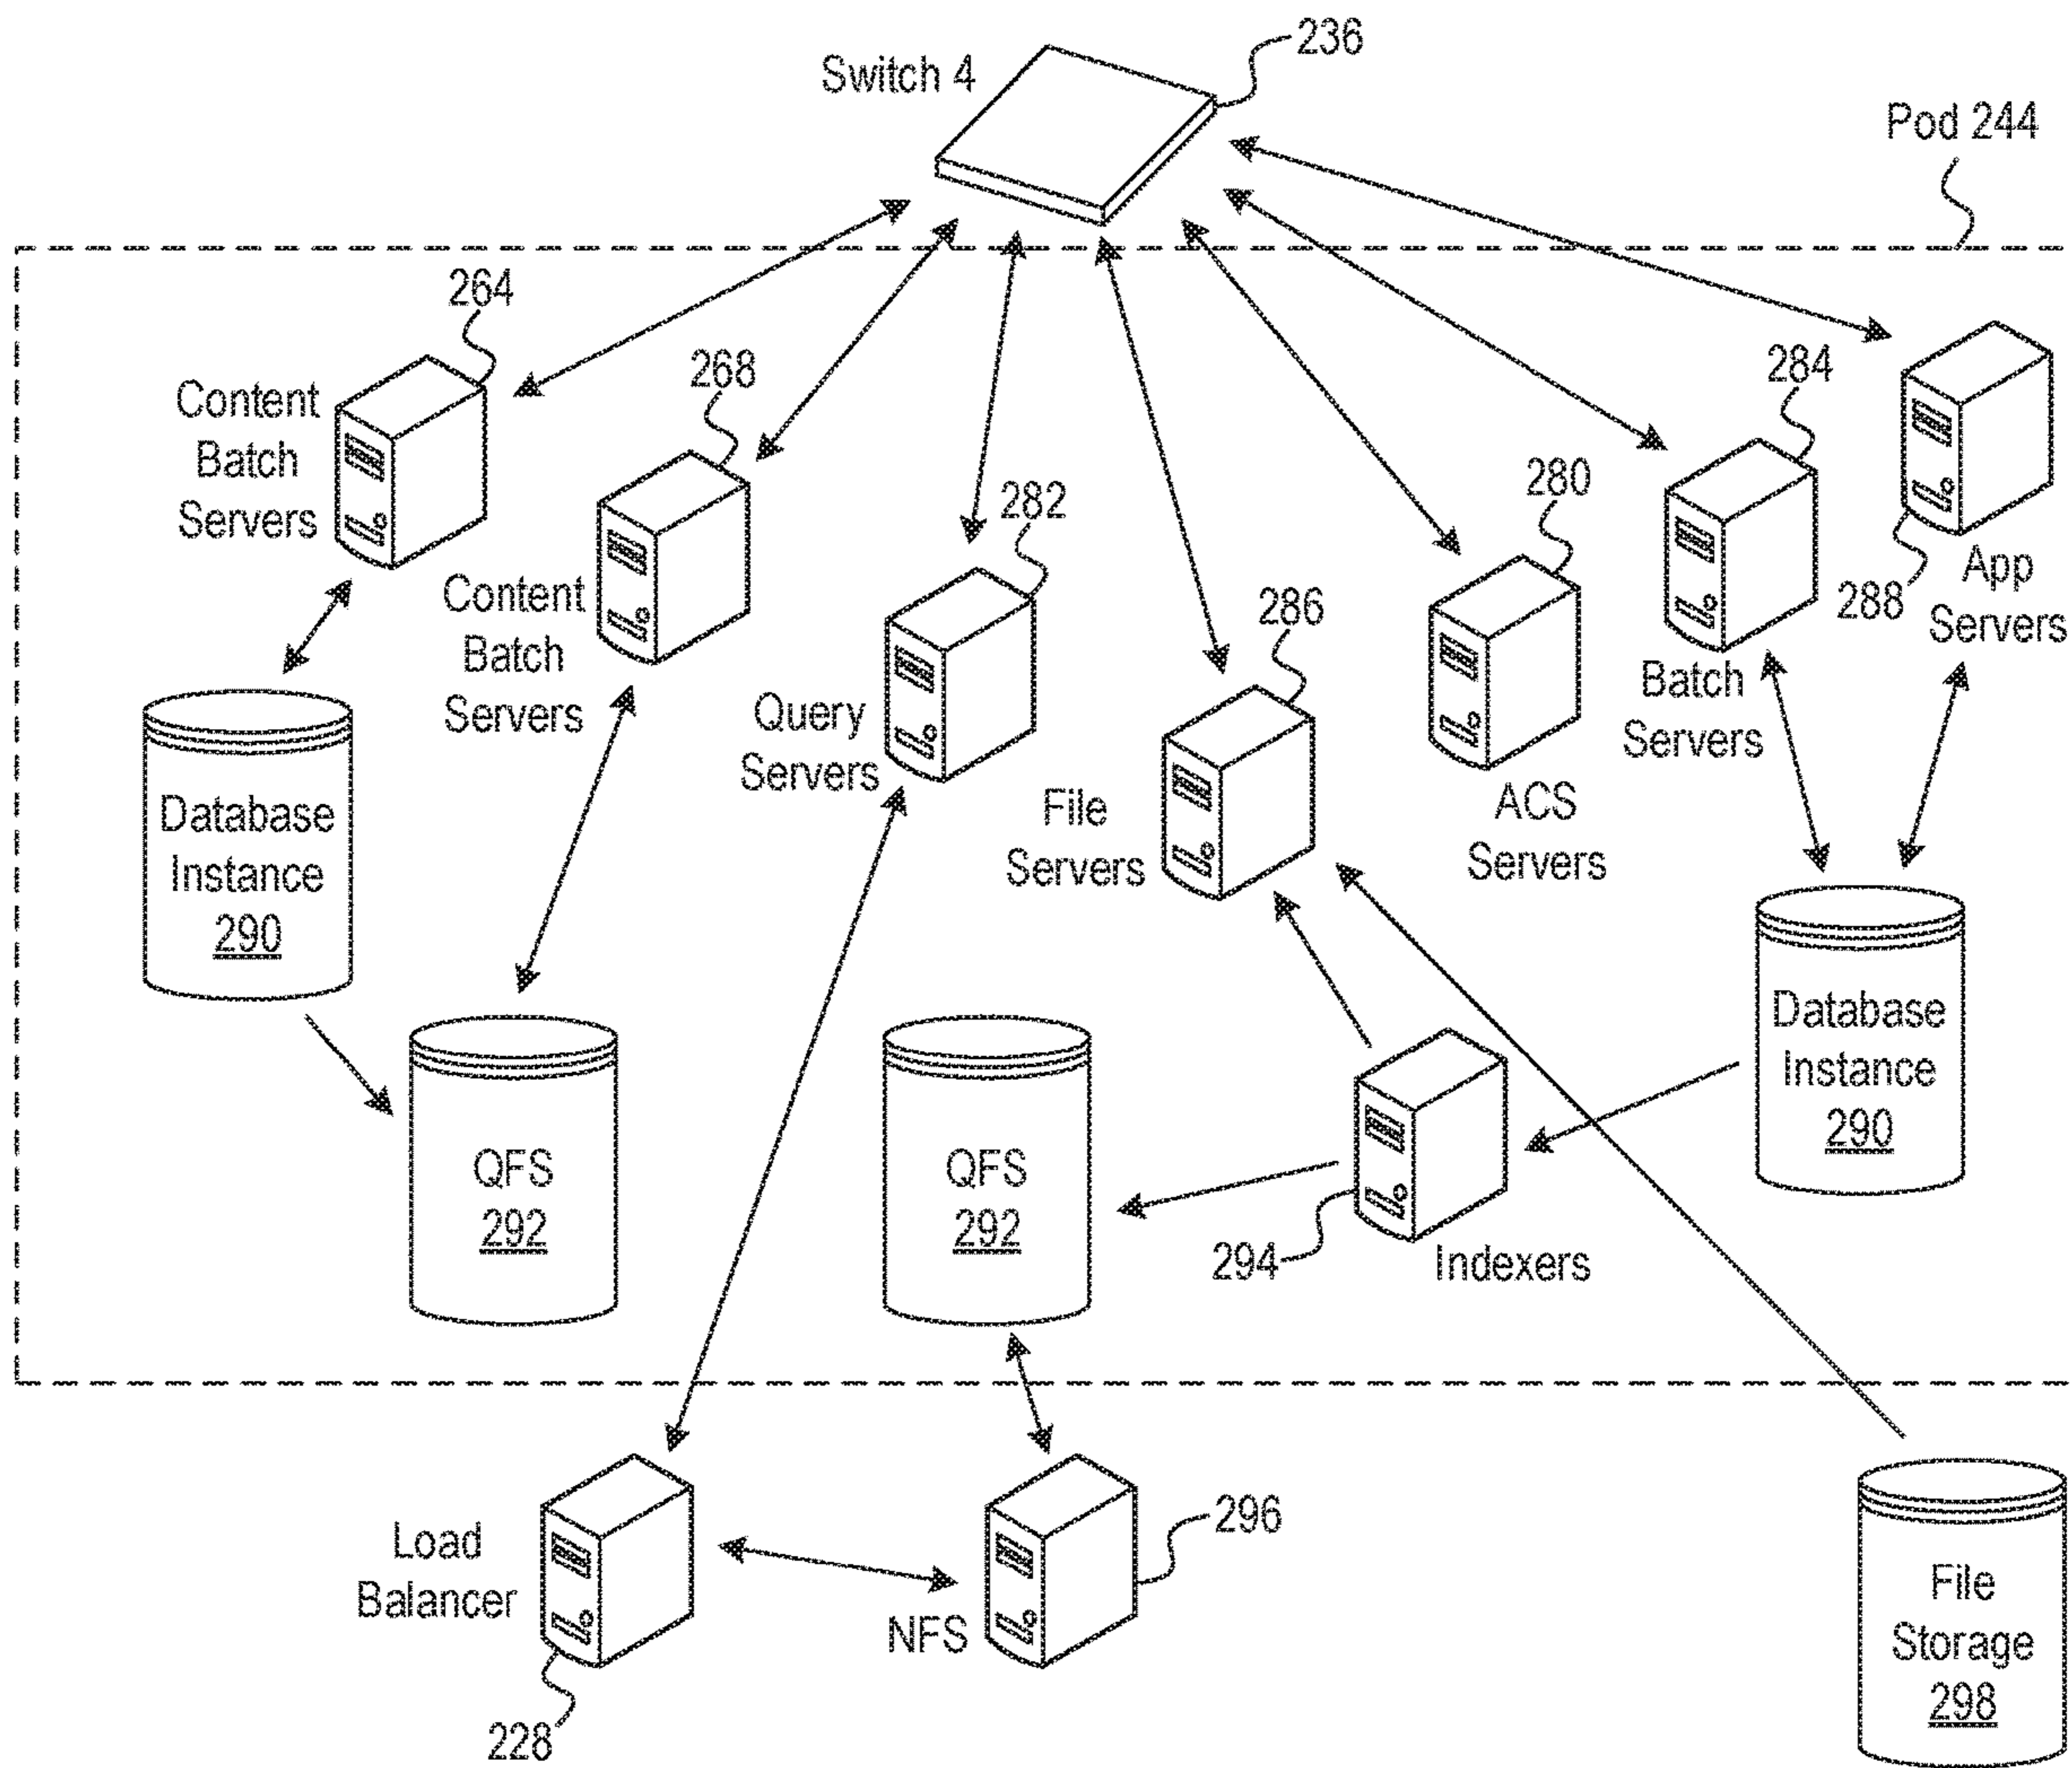 236
Switch 4
Pod 244
264
Content
Batch
Servers
268
Content
Batch
Servers
282
Query
Servers
286
File
Servers
280
ACS
Servers
284
Batch
Servers
288
App
Servers
Database
Instance
290
QFS
292
QFS
292
294
Indexers
Database
Instance
290
Load
Balancer
228
NFS
296
File
Storage
298